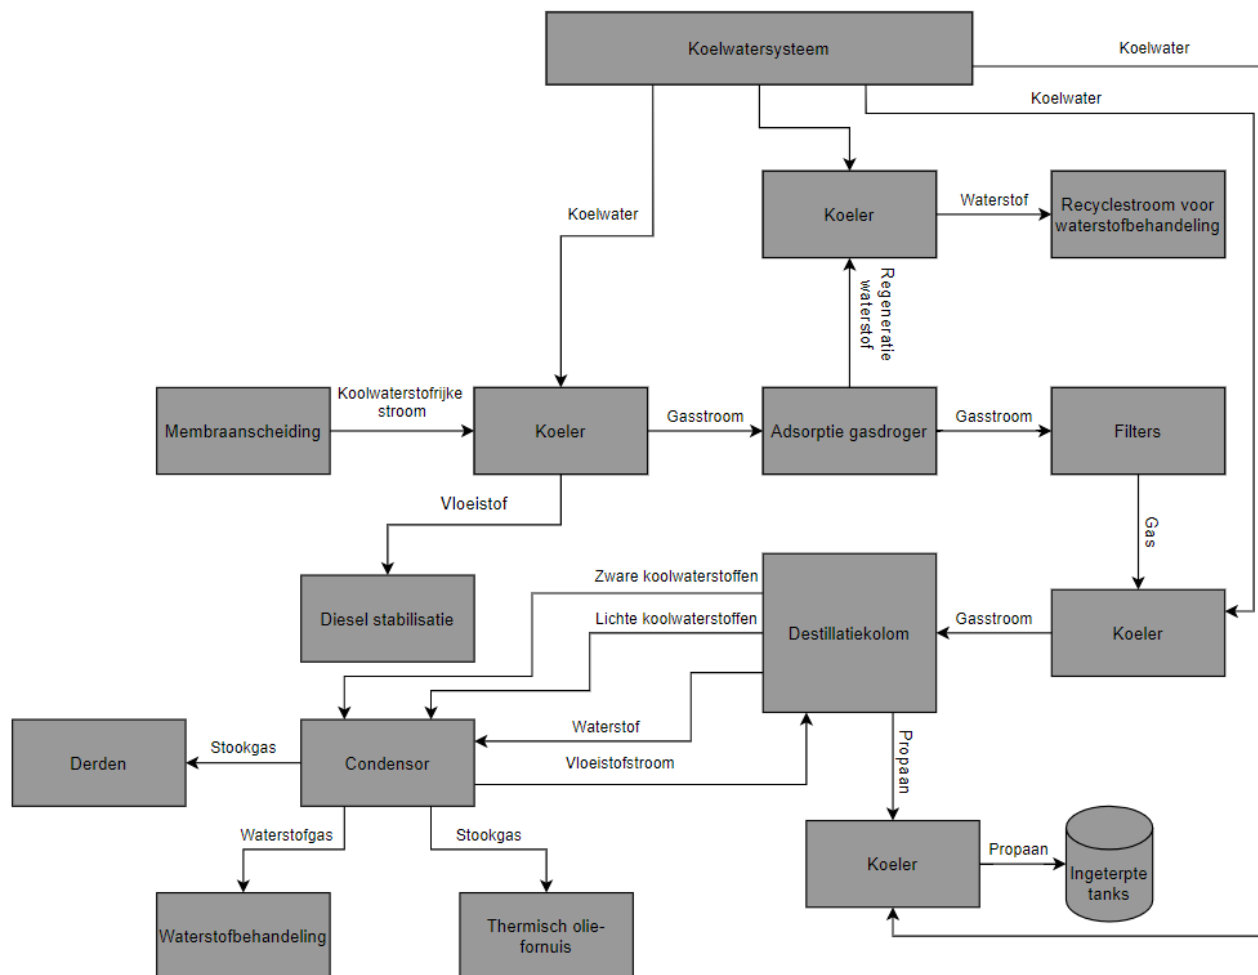 Koelwatersysteem
Koelwater
Koelwater
Koelwater
Koeler
Waterstof
Recyclestroom voor
waterstofbehandeling
Regeneratie
waterstof
Membraanscheiding
Koolwaterstofrijke
stroom
Koeler
Gasstroom
Adsorptie gasdroger
Gasstroom
Filters
Vloeistof
Gas
Diesel stabilisatie
Zware koolwaterstoffen
Lichte koolwaterstoffen
Destillatiekolom
Gasstroom
Koeler
Waterstof
Vloeistofstroom
Propaan
Derden
Stookgas
Condensor
Waterstofgas
Stookgas
Koeler
Propaan
Ingeterpte
tanks
Waterstofbehandeling
Thermisch olie-
fornuis